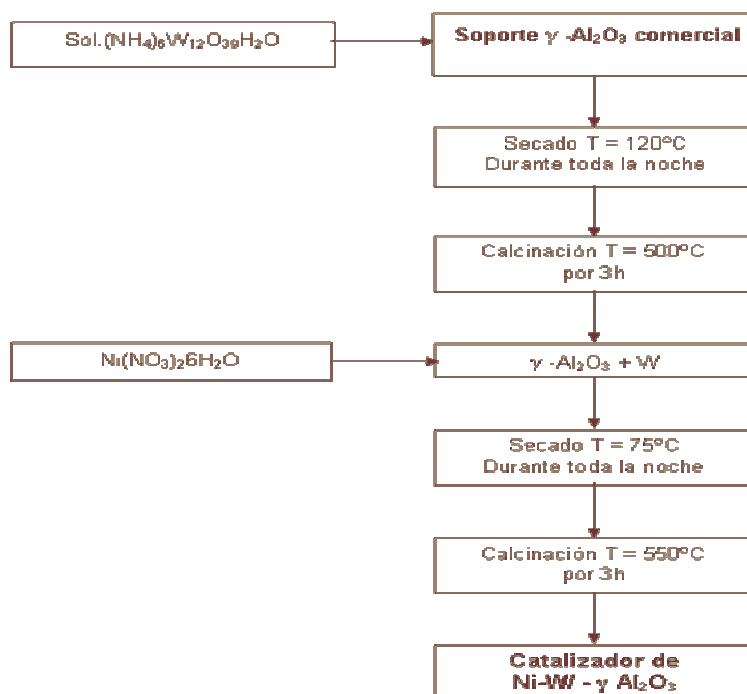 Sol.(NH₄)₆W₁₂O₃₉H₂O
Soporte γ -Al₂O₃ comercial
Secado T = 120ºC
Durante toda la noche
Calcinación T = 500ºC
por 3h
Ni(NO₃)₂6H₂O
γ -Al₂O₃ + W
Secado T = 75ºC
Durante toda la noche
Calcinación T = 550ºC
por 3h
Catalizador de
Ni-W - γ Al₂O₃